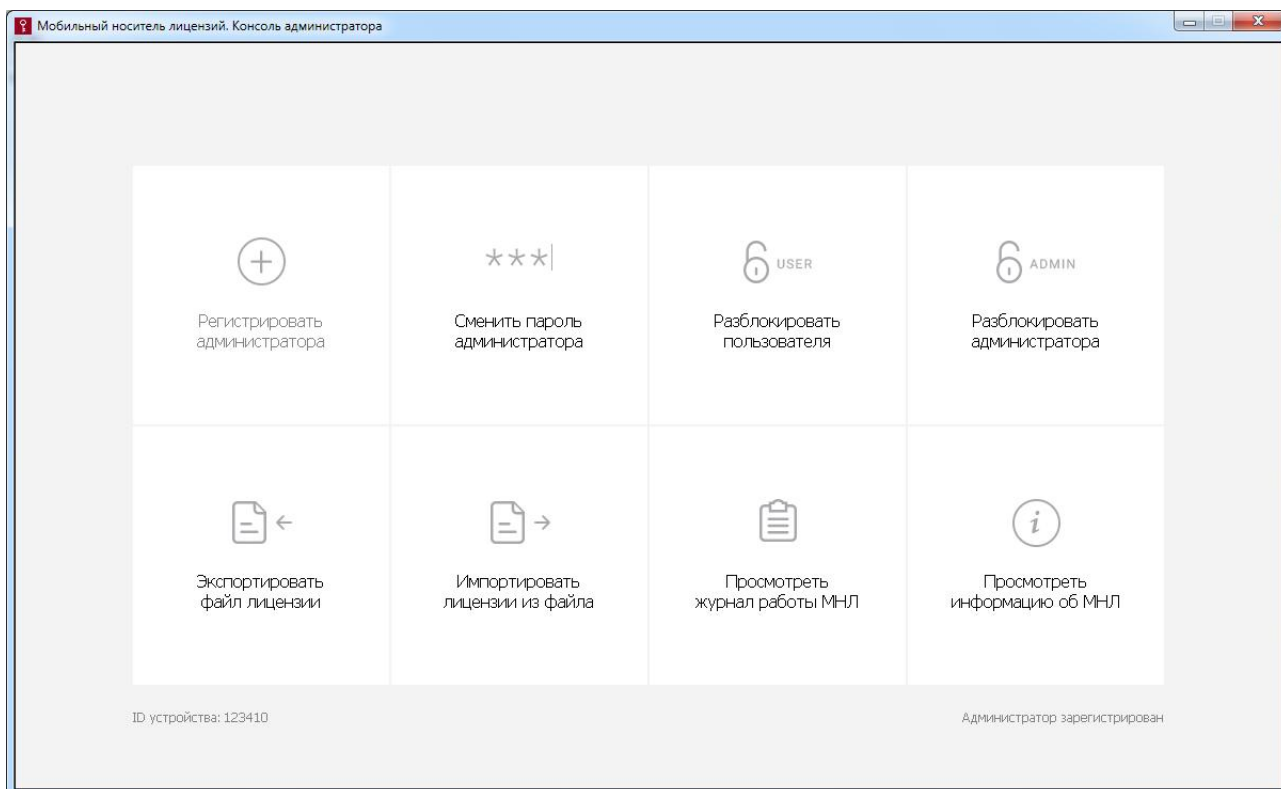 Мобильный носитель лицензий. Консоль администратора
***
USER
ADMIN
Регистрировать
администратора
Сменить пароль
администратора
Разблокировать
пользователя
Разблокировать
администратора
i
Экспортировать
файл лицензии
Импортировать
лицензии из файла
Просмотреть
журнал работы МНЛ
Просмотреть
информацию об МНЛ
ID устройства: 123410
Администратор зарегистрирован